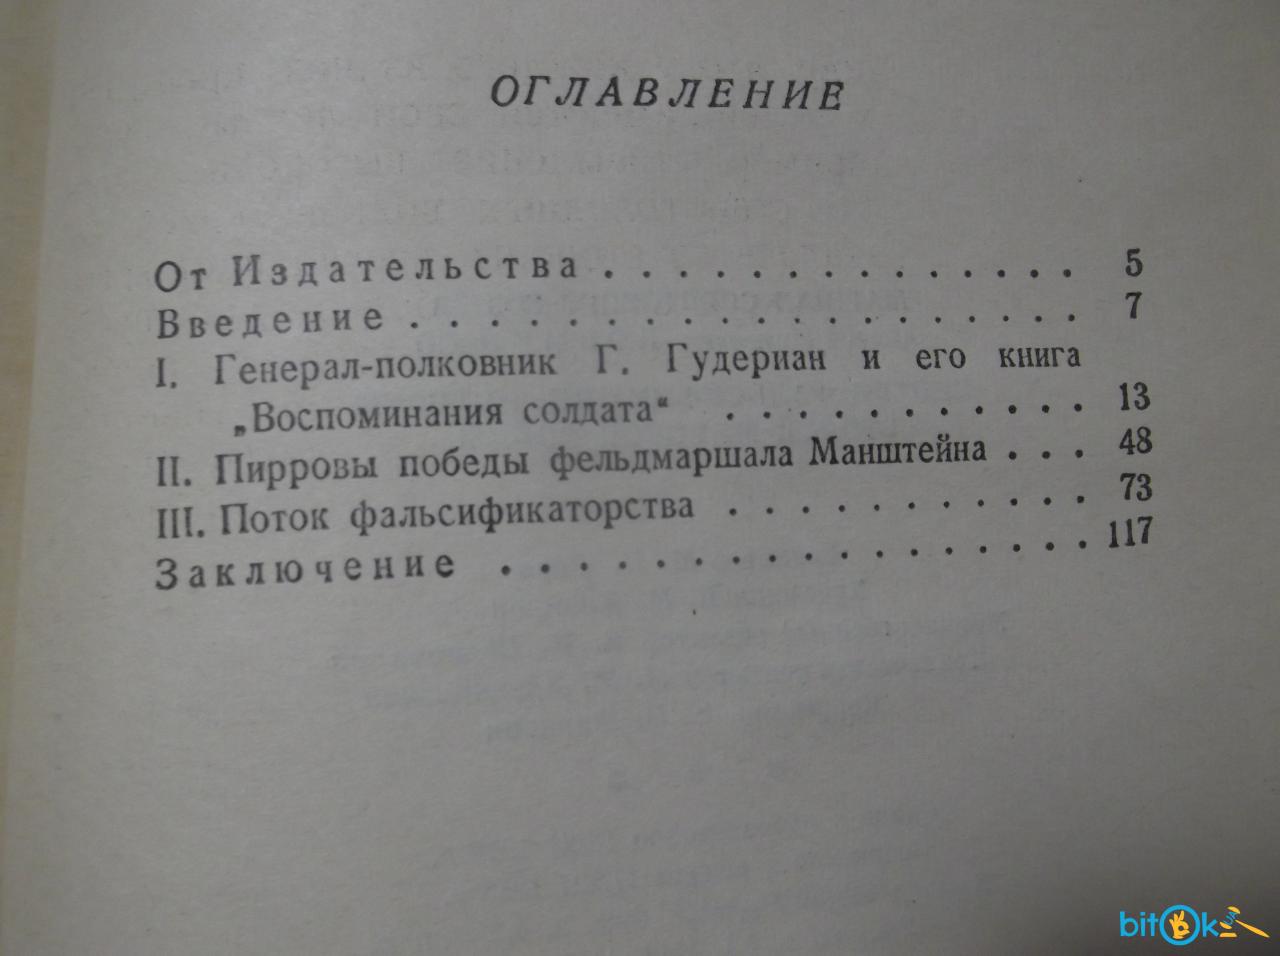 ОГЛАВЛЕНИЕ
От Издательства . . . . . . . . . . . . . . . 5
Введение . . . . . . . . . . . . . . . . . . . 7
I. Генерал-полковник Г. Гудериан и его книга
„Воспоминания солдата“ . . . . . . . . . . . . 13
II. Пирровы победы фельдмаршала Манштейна . . . 48
III. Поток фальсификаторства . . . . . . . . . . . 73
Заключение . . . . . . . . . . . . . . . . 117
bitOk UA